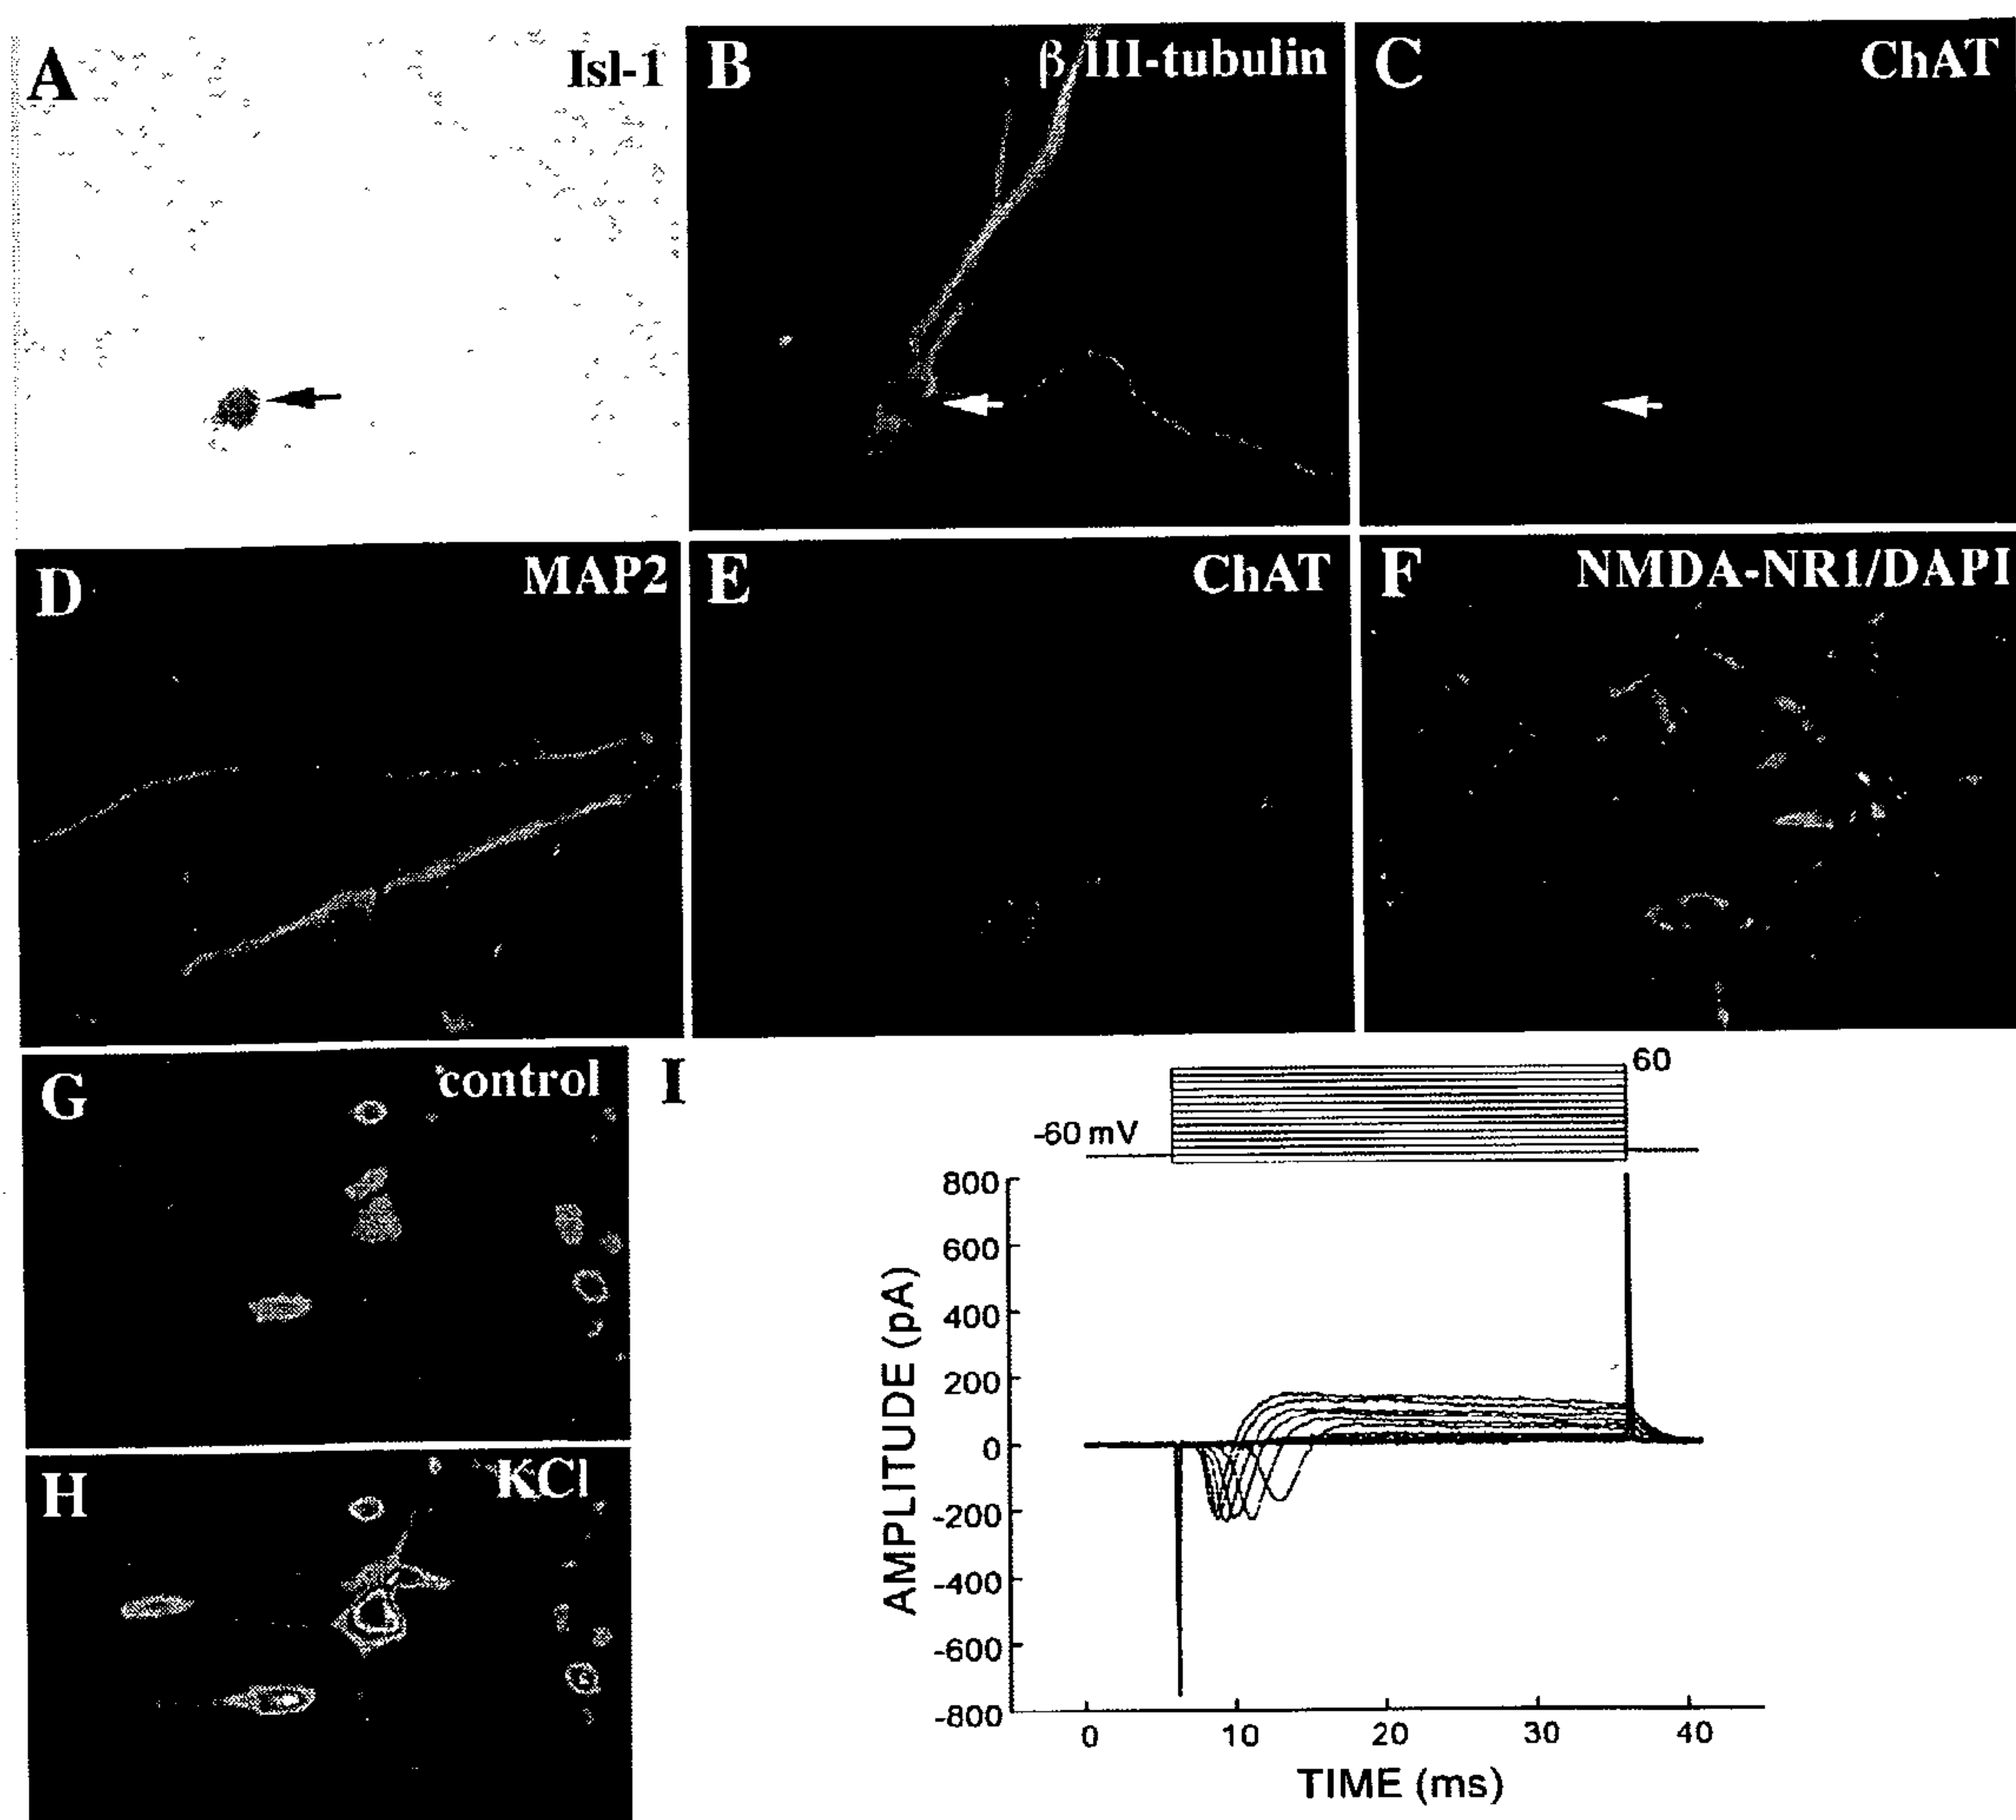 A Isl-1
B β III-tubulin
C ChAT
D MAP2
E ChAT
F NMDA-NR1/DAPI
G control
H KCl
I
60
-60 mV
800
600
400
200
0
-200
-400
-600
-800
AMPLITUDE (pA)
0 10 20 30 40
TIME (ms)